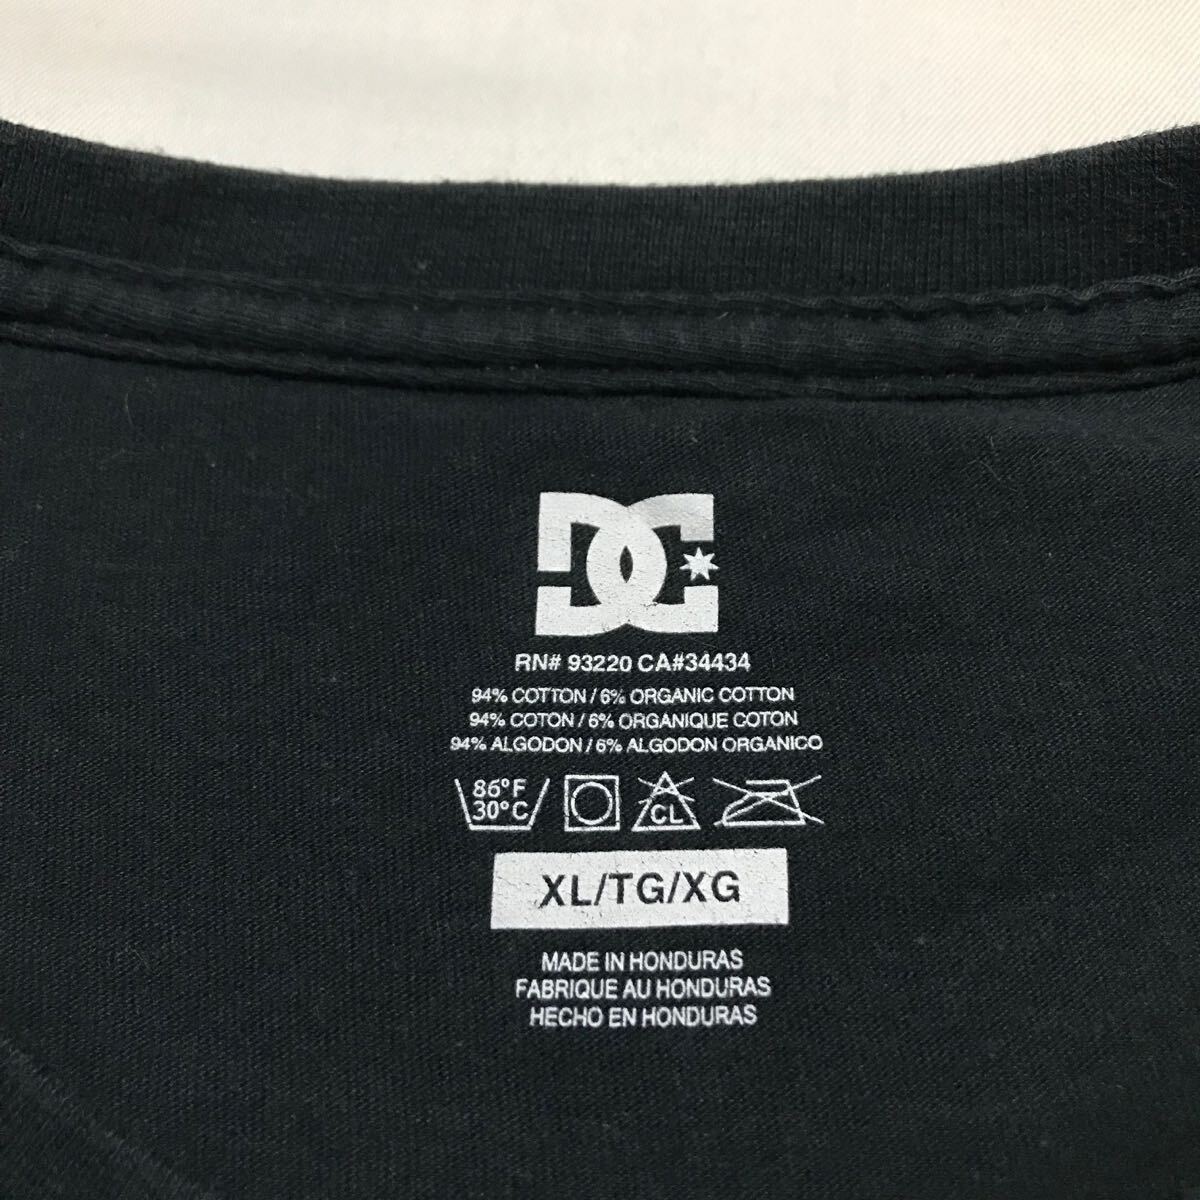 DC
RN# 93220 CA#34434
94% COTTON / 6% ORGANIC COTTON
94% COTON / 6% ORGANIQUE COTON
94% ALGODON / 6% ALGODON ORGANICO
86°F
30°C
CL
XL/TG/XG
MADE IN HONDURAS
FABRIQUE AU HONDURAS
HECHO EN HONDURAS